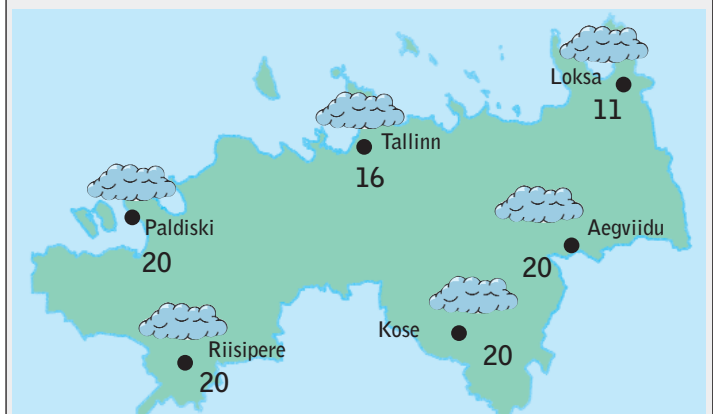 Loksa
11
Tallinn
16
Paldiski
20
Aegviidu
20
Kose
20
Riisipere
20